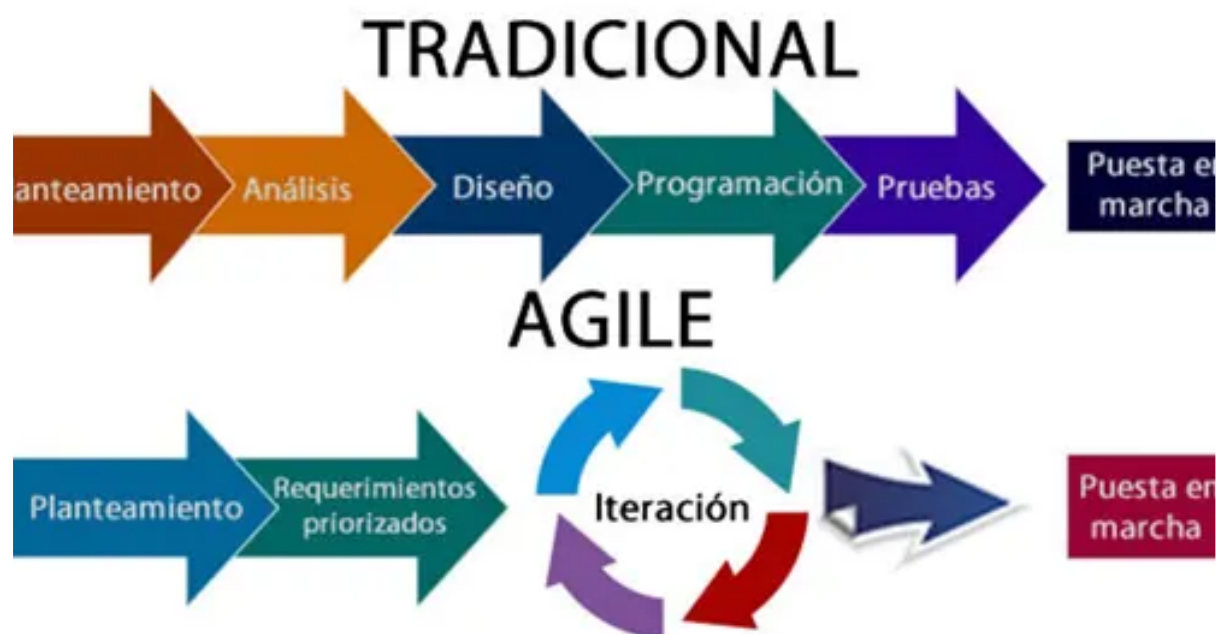 TRADICIONAL
anteamiento
Análisis
Diseño
Programación
Pruebas
Puesta en
marcha
AGILE
Planteamiento
Requerimientos
priorizados
Iteración
Puesta en
marcha